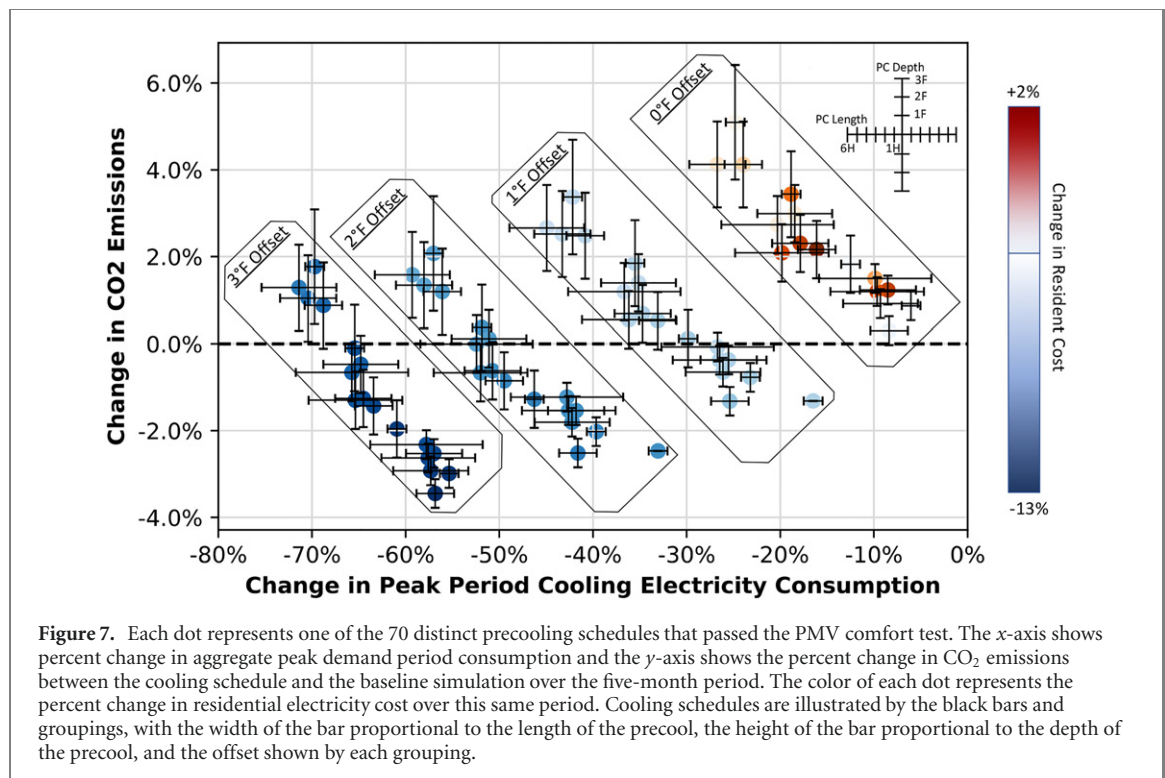 6.0%
4.0%
2.0%
0.0%
-2.0%
-4.0%
Change in CO2 Emissions
3°F Offset
2°F Offset
1°F Offset
0°F Offset
PC Depth
3F
2F
1F
PC Length
6H
1H
+2%
Change in Resident Cost
-13%
-80%
-70%
-60%
-50%
-40%
-30%
-20%
-10%
0%
Change in Peak Period Cooling Electricity Consumption
Figure 7. Each dot represents one of the 70 distinct precooling schedules that passed the PMV comfort test. The x-axis shows
percent change in aggregate peak demand period consumption and the y-axis shows the percent change in CO₂ emissions
between the cooling schedule and the baseline simulation over the five-month period. The color of each dot represents the
percent change in residential electricity cost over this same period. Cooling schedules are illustrated by the black bars and
groupings, with the width of the bar proportional to the length of the precool, the height of the bar proportional to the depth of
the precool, and the offset shown by each grouping.